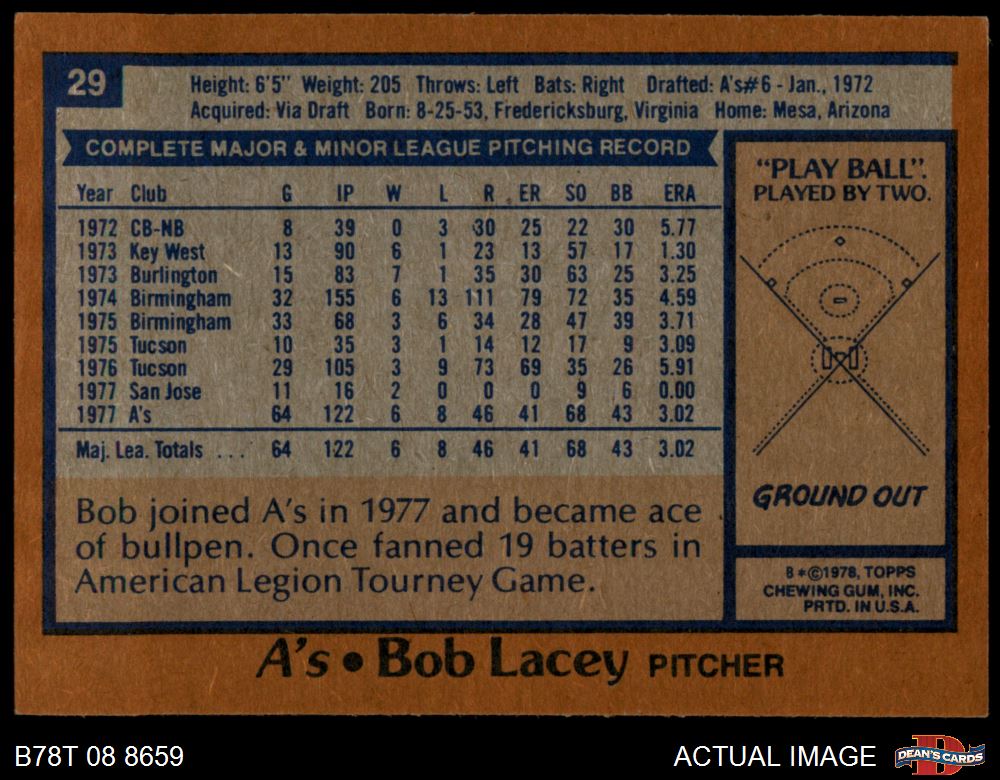 29
Height: 6'5" Weight: 205 Throws: Left Bats: Right Drafted: A's#6 - Jan., 1972
Acquired: Via Draft Born: 8-25-53, Fredericksburg, Virginia Home: Mesa, Arizona
COMPLETE MAJOR & MINOR LEAGUE PITCHING RECORD
Year Club G IP W L R ER SO BB ERA
1972 CB-NB 8 39 0 3 30 25 22 30 5.77
1973 Key West 13 90 6 1 23 13 57 17 1.30
1973 Burlington 15 83 7 1 35 30 63 25 3.25
1974 Birmingham 32 155 6 13 111 79 72 35 4.59
1975 Birmingham 33 68 3 6 34 28 47 39 3.71
1975 Tucson 10 35 3 1 14 12 17 9 3.09
1976 Tucson 29 105 3 9 73 69 35 26 5.91
1977 San Jose 11 16 2 0 0 0 9 6 0.00
1977 A's 64 122 6 8 46 41 68 43 3.02
Maj. Lea. Totals ... 64 122 6 8 46 41 68 43 3.02
Bob joined A's in 1977 and became ace
of bullpen. Once fanned 19 batters in
American Legion Tourney Game.
"PLAY BALL".
PLAYED BY TWO.
GROUND OUT
B*©1978, TOPPS
CHEWING GUM, INC.
PRTD. IN U.S.A.
A's • Bob Lacey PITCHER
B78T 08 8659
ACTUAL IMAGE
DEAN'S CARDS